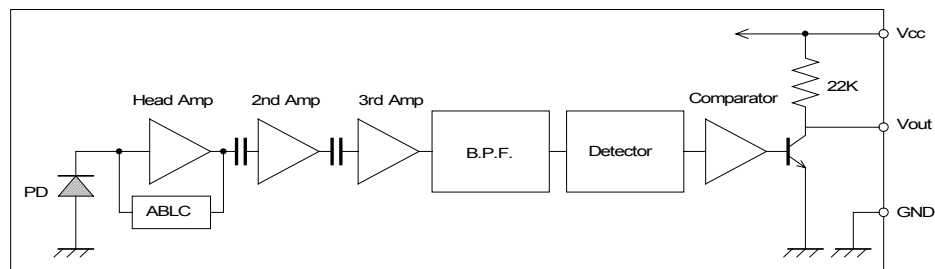 Vcc
Head Amp
2nd Amp
3rd Amp
Comparator
22K
Vout
B.P.F.
Detector
PD
ABLC
GND